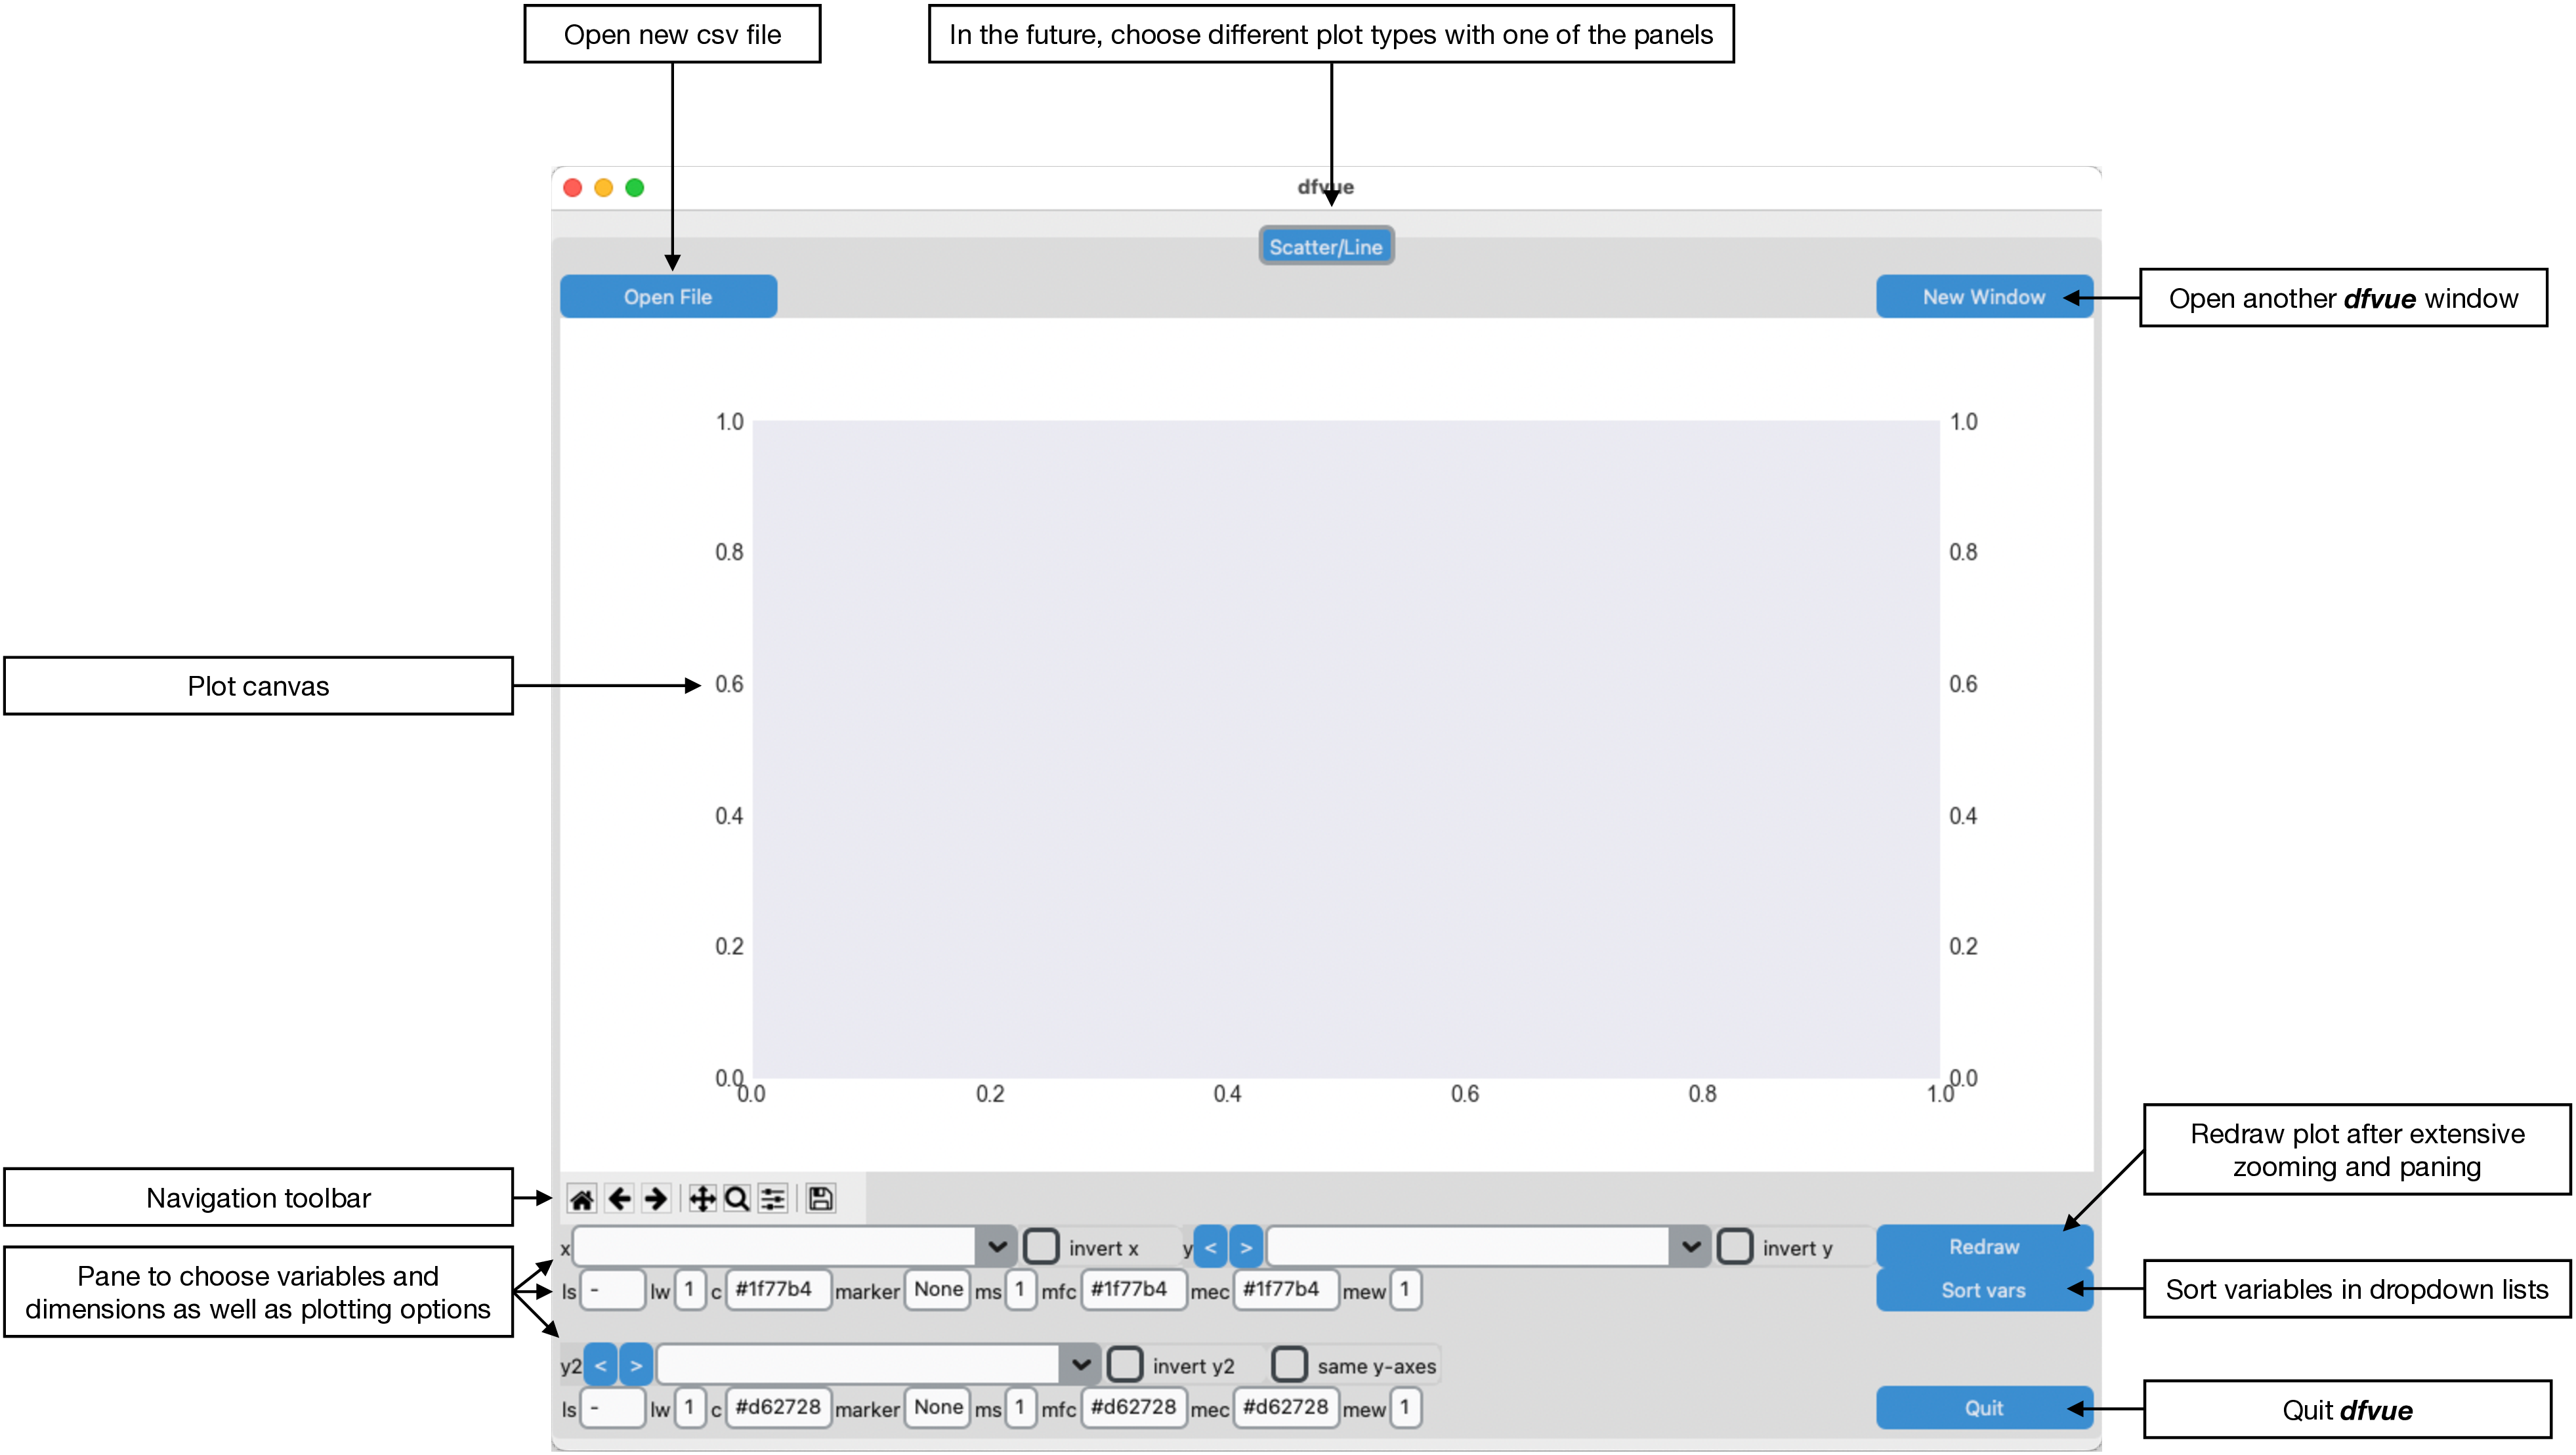 Open new csv file
In the future, choose different plot types with one of the panels
dfvue
Scatter/Line
Open File
New Window
Open another dfvue window
1.0
1.0
0.8
0.8
Plot canvas
0.6
0.6
0.4
0.4
0.2
0.2
0.0
0.0
0.0
0.2
0.4
0.6
0.8
1.0
Redraw plot after extensive
zooming and paning
Navigation toolbar
Pane to choose variables and
dimensions as well as plotting options
x
invert x
y < >
invert y
Redraw
ls - lw 1 c #1f77b4 marker None ms 1 mfc #1f77b4 mec #1f77b4 mew 1
Sort vars
Sort variables in dropdown lists
y2 < >
invert y2
same y-axes
ls - lw 1 c #d62728 marker None ms 1 mfc #d62728 mec #d62728 mew 1
Quit
Quit dfvue